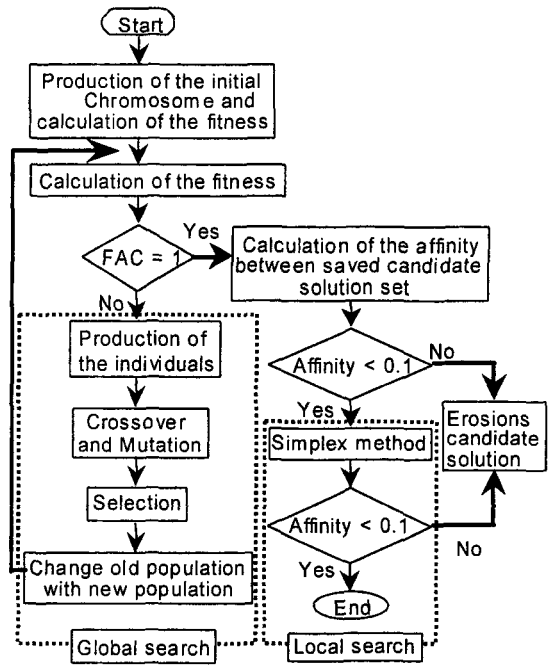 Start
Production of the initial
Chromosome and
calculation of the fitness
Calculation of the fitness
FAC = 1
Yes
No
Calculation of the affinity
between saved candidate
solution set
Production of
the individuals
Affinity < 0.1
No
Yes
Crossover
and Mutation
Simplex method
Erosions
candidate
solution
Selection
Affinity < 0.1
No
Yes
Change old population
with new population
End
Global search
Local search